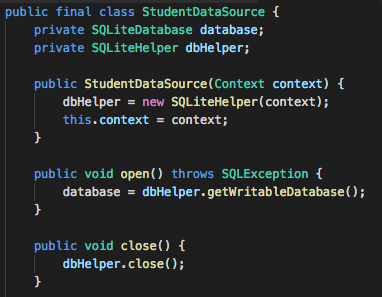 public final class StudentDataSource {
    private SQLiteDatabase database;
    private SQLiteHelper dbHelper;

    public StudentDataSource(Context context) {
        dbHelper = new SQLiteHelper(context);
        this.context = context;
    }

    public void open() throws SQLException {
        database = dbHelper.getWritableDatabase();
    }

    public void close() {
        dbHelper.close();
    }